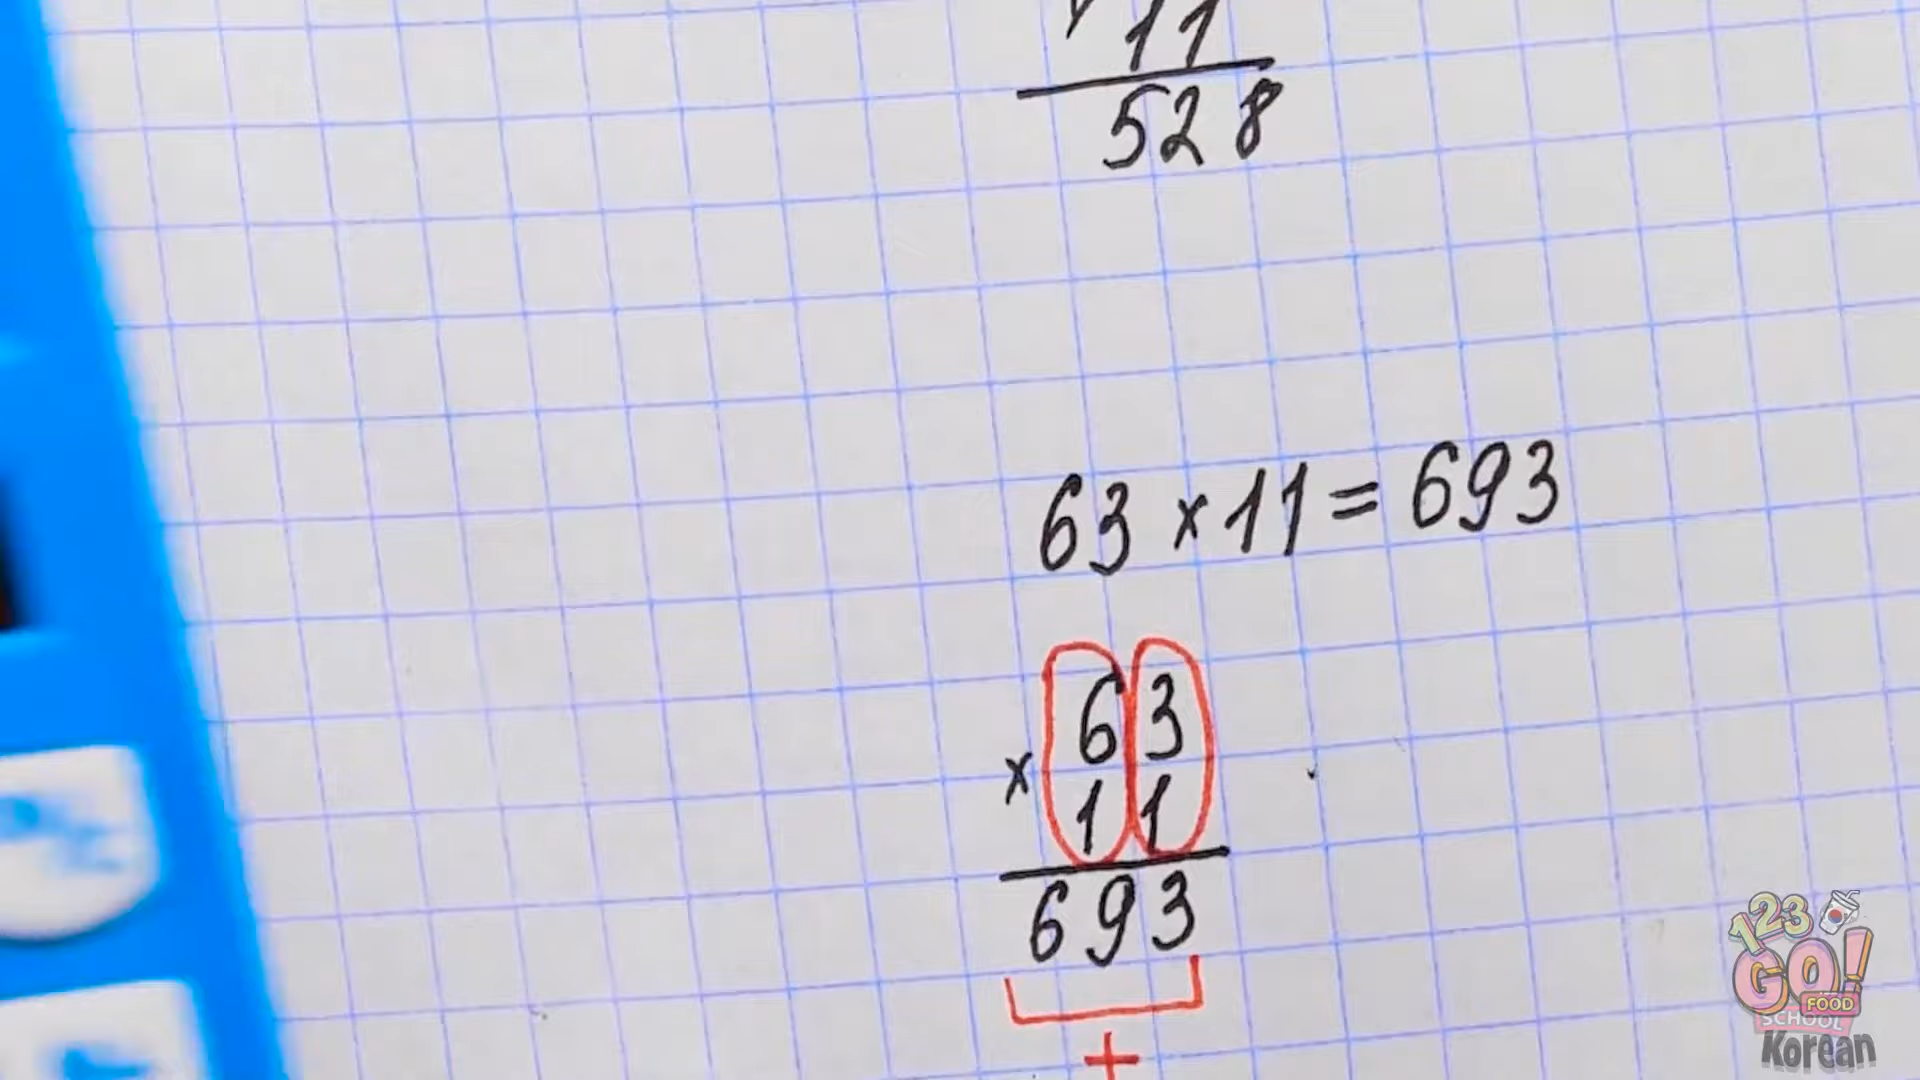 11
528
63 × 11 = 693
63
× 11
693
+
123
GO!
FOOD
SCHOOL
Korean